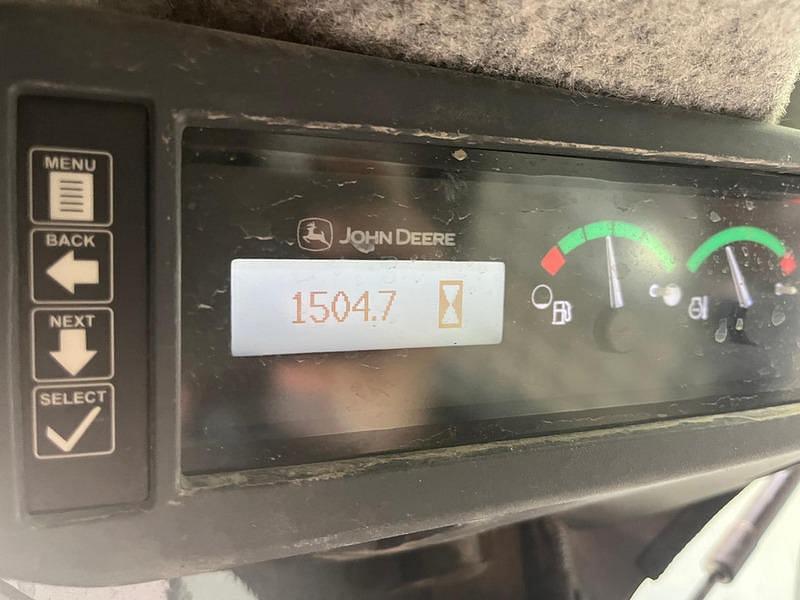 MENU
BACK
NEXT
SELECT
JOHN DEERE
1504.7